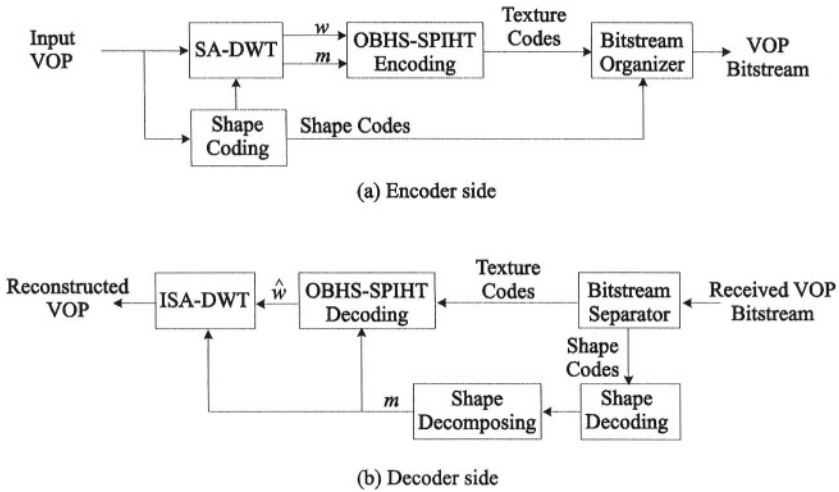 Input
VOP
SA-DWT
w
m
OBHS-SPIHT
Encoding
Texture
Codes
Bitstream
Organizer
VOP
Bitstream
Shape
Coding
Shape Codes
(a) Encoder side
Reconstructed
VOP
ISA-DWT
ŵ
OBHS-SPIHT
Decoding
Texture
Codes
Bitstream
Separator
Received VOP
Bitstream
Shape
Codes
m
Shape
Decomposing
Shape
Decoding
(b) Decoder side